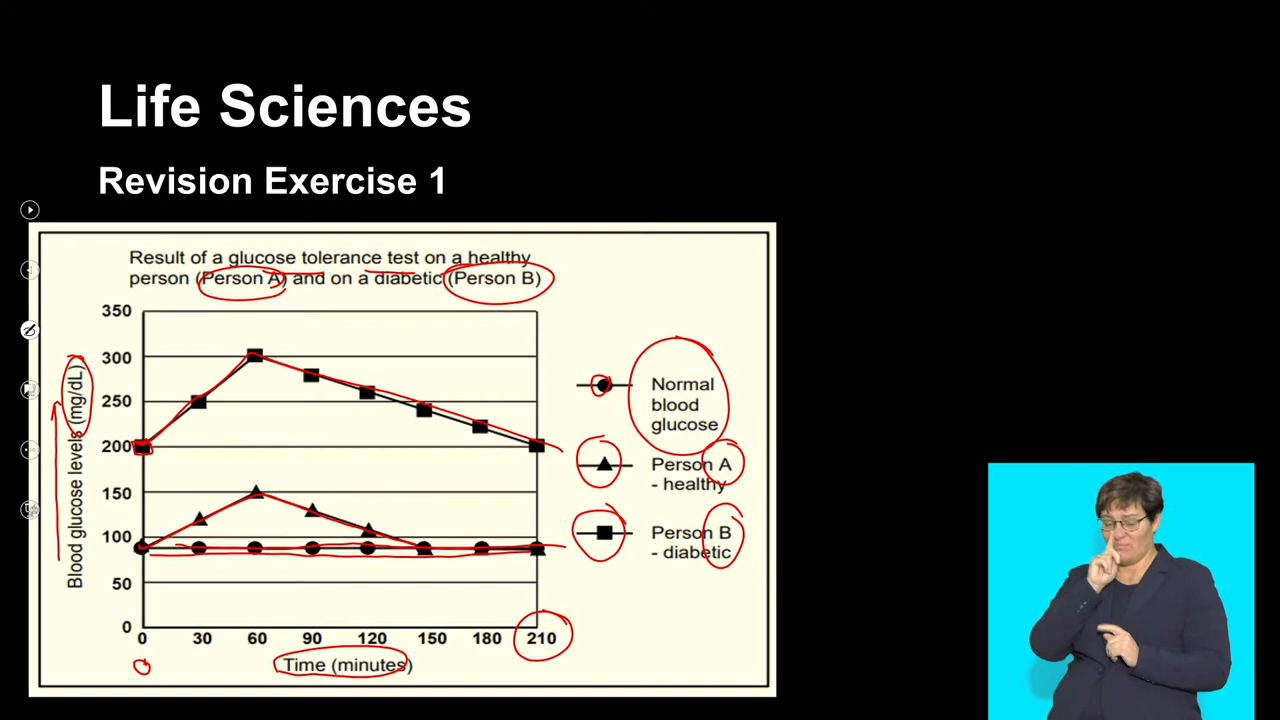 Life Sciences
Revision Exercise 1
Result of a glucose tolerance test on a healthy
person (Person A) and on a diabetic (Person B)
350
300
250
200
150
100
50
0
Blood glucose levels (mg/dL)
0 30 60 90 120 150 180 210
Time (minutes)
Normal
blood
glucose
Person A
- healthy
Person B
- diabetic